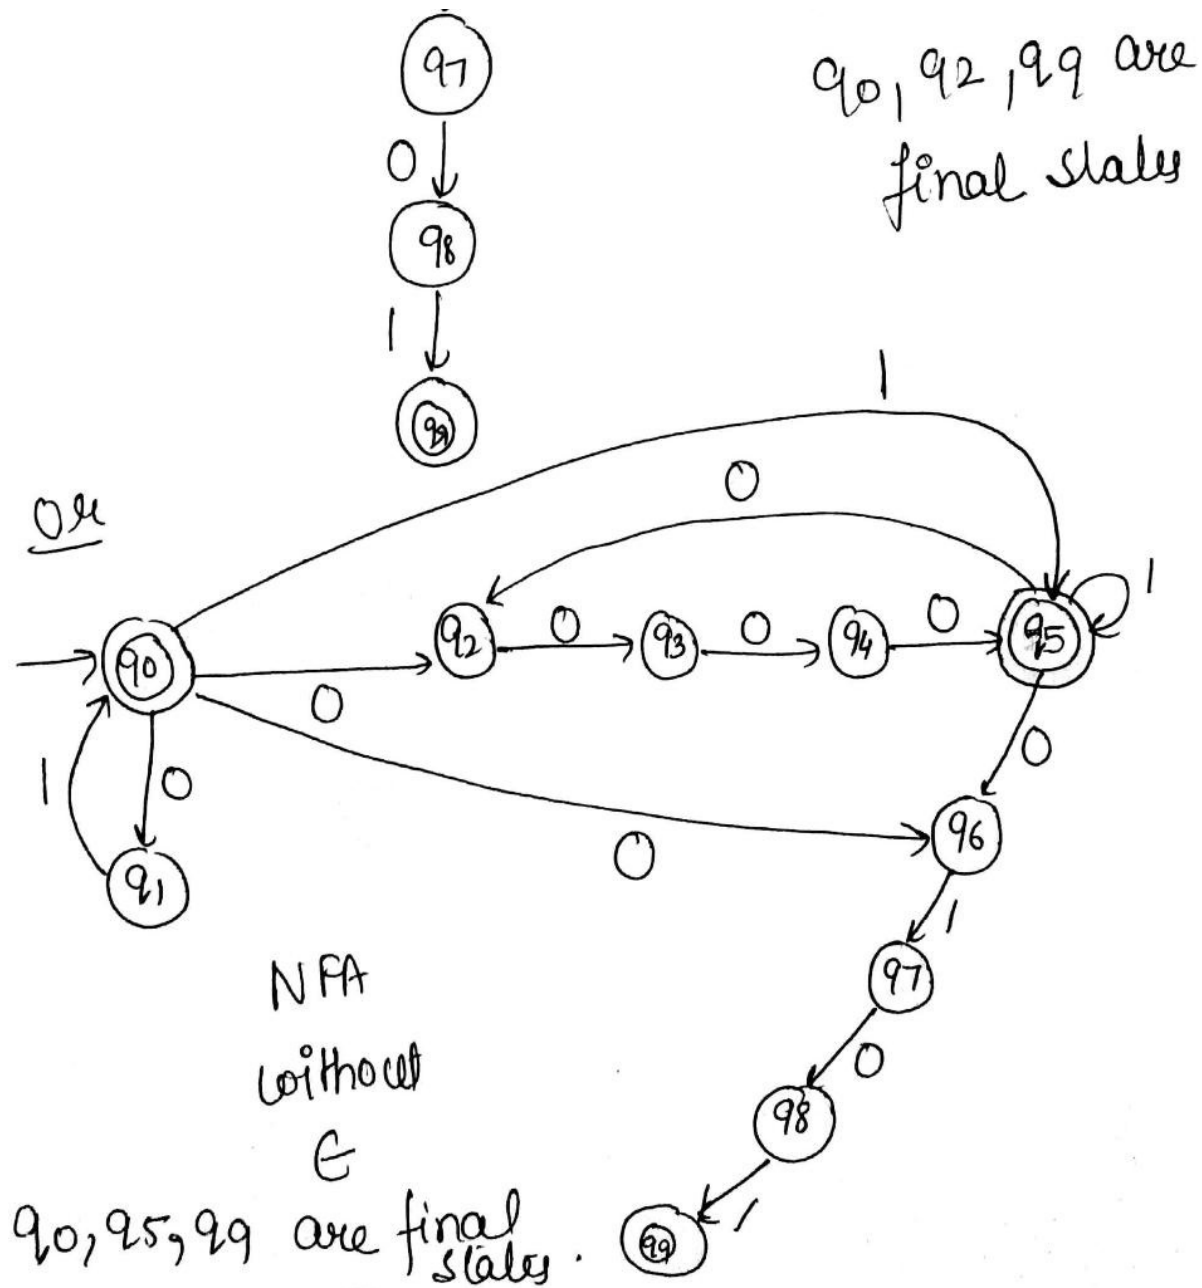 q7
q0, q2, q9 are
final states
0
q8
1
q9
1
0
or
q0
0
q2
0
q3
0
q4
0
q5
1
1
0
0
0
q1
q6
1
NFA
q7
without
0
ϵ
q8
1
q0, q5, q9 are final
states.
q9